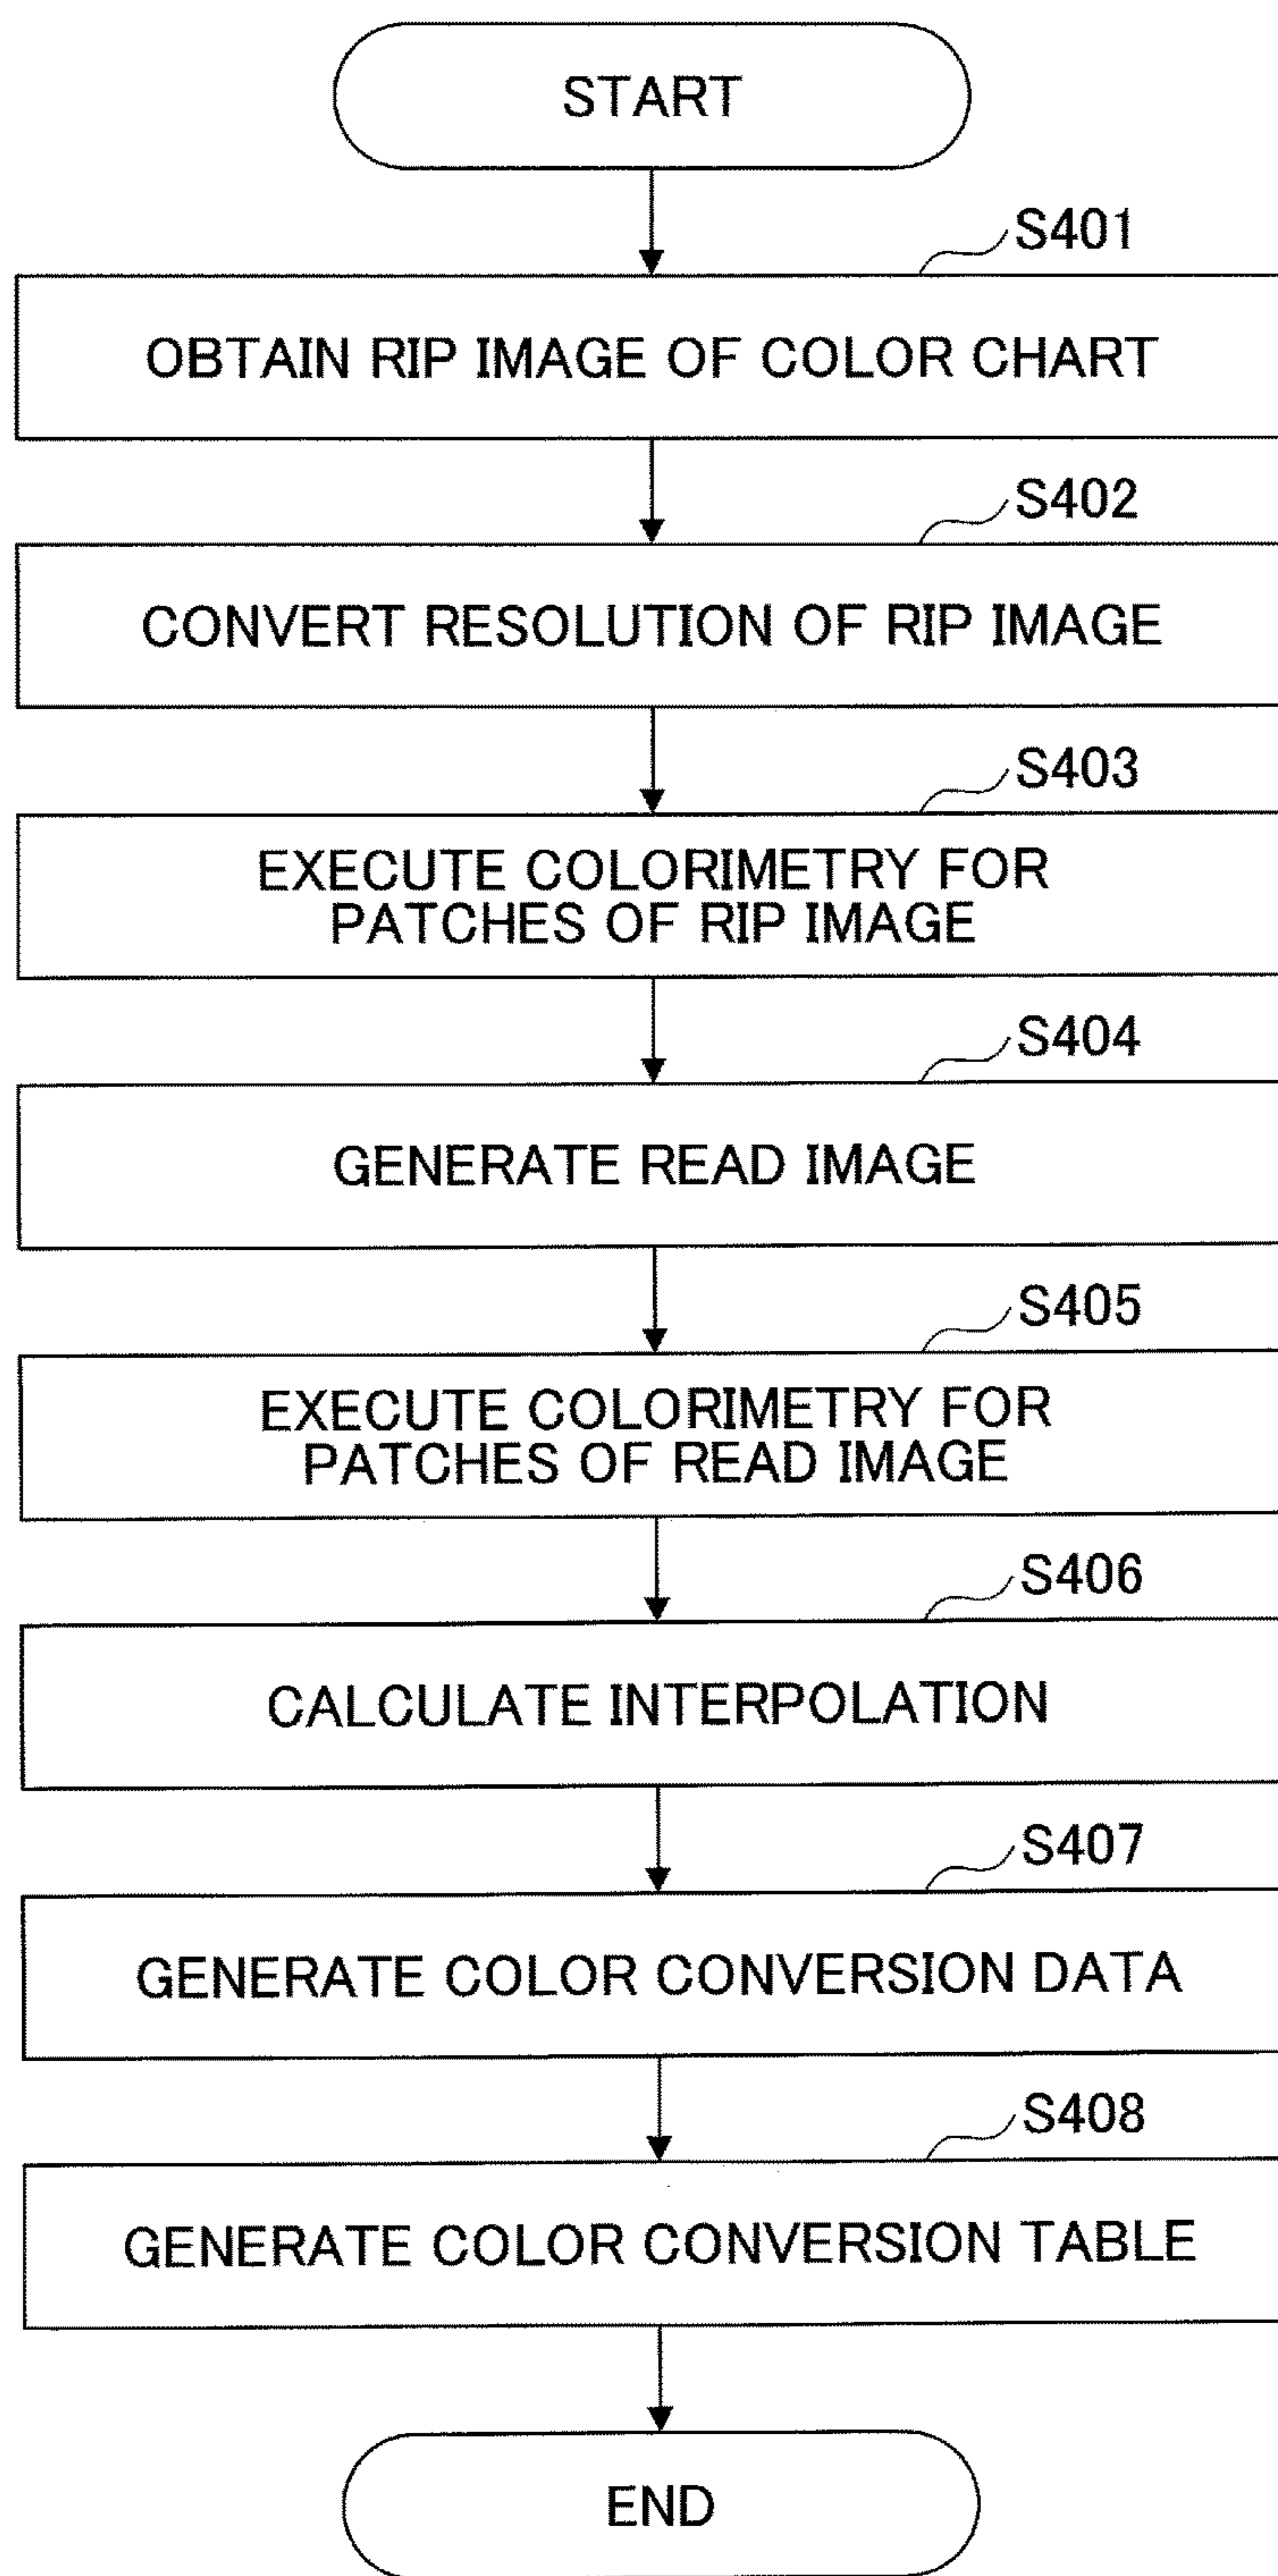 START
S401
OBTAIN RIP IMAGE OF COLOR CHART
S402
CONVERT RESOLUTION OF RIP IMAGE
S403
EXECUTE COLORIMETRY FOR
PATCHES OF RIP IMAGE
S404
GENERATE READ IMAGE
S405
EXECUTE COLORIMETRY FOR
PATCHES OF READ IMAGE
S406
CALCULATE INTERPOLATION
S407
GENERATE COLOR CONVERSION DATA
S408
GENERATE COLOR CONVERSION TABLE
END